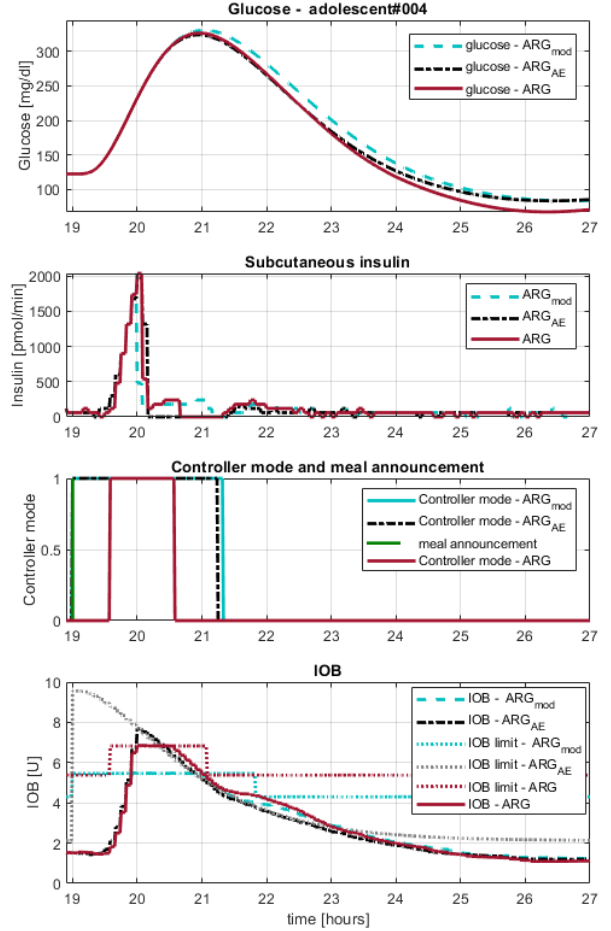 Glucose - adolescent#004
Glucose [mg/dl]
300
250
200
150
100
glucose - ARGmod
glucose - ARGAE
glucose - ARG
19 20 21 22 23 24 25 26 27
Subcutaneous insulin
Insulin [pmol/min]
2000
1500
1000
500
0
ARGmod
ARGAE
ARG
19 20 21 22 23 24 25 26 27
Controller mode and meal announcement
Controller mode
1
0.5
0
Controller mode - ARGmod
Controller mode - ARGAE
meal announcement
Controller mode - ARG
19 20 21 22 23 24 25 26 27
IOB
IOB [U]
10
8
6
4
2
0
IOB - ARGmod
IOB - ARGAE
IOB limit - ARGmod
IOB limit - ARGAE
IOB limit - ARG
IOB - ARG
19 20 21 22 23 24 25 26 27
time [hours]